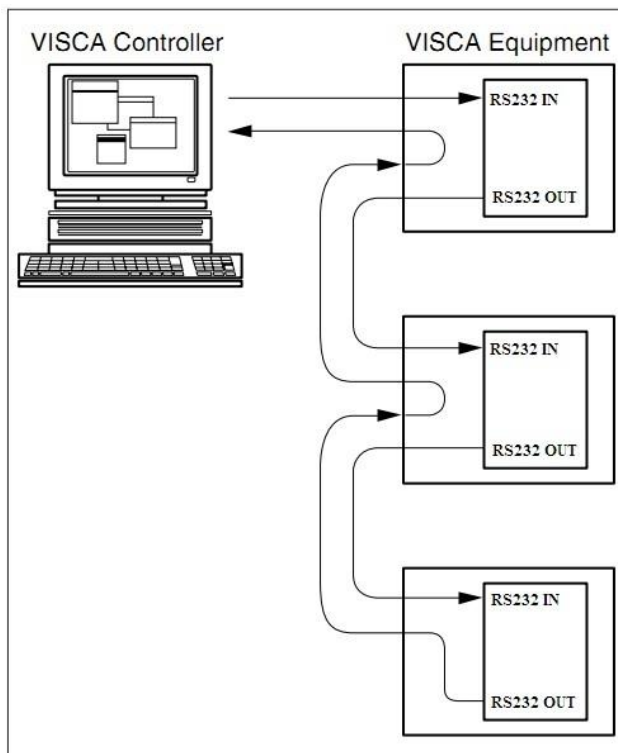 VISCA Controller
VISCA Equipment
RS232 IN
RS232 OUT
RS232 IN
RS232 OUT
RS232 IN
RS232 OUT